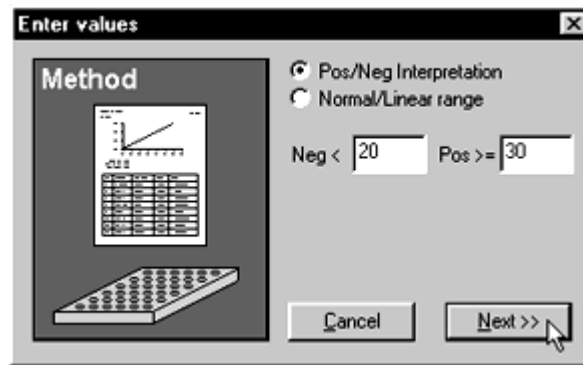 Enter values
Method
Pos/Neg Interpretation
Normal/Linear range
Neg < 20 Pos >= 30
Cancel Next >>